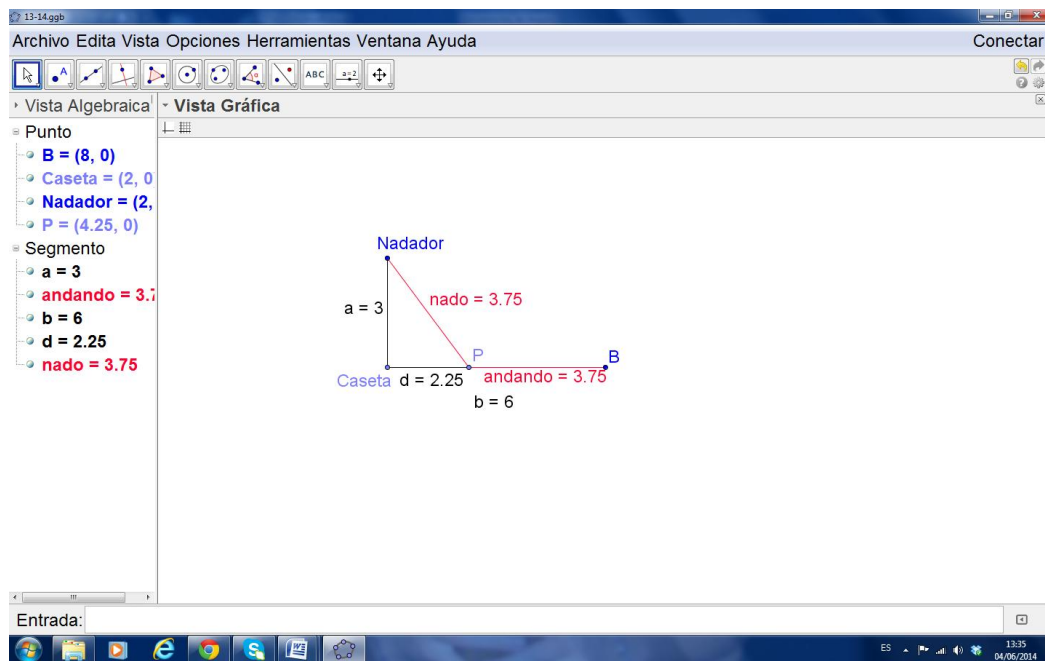 13-14.ggb
Archivo Edita Vista Opciones Herramientas Ventana Ayuda Conectar
A ABC a=2
Vista Algebraica Vista Gráfica
Punto
B = (8, 0)
Caseta = (2, 0
Nadador = (2,
P = (4.25, 0)
Segmento
a = 3
andando = 3.7
b = 6
d = 2.25
nado = 3.75
Nadador
a = 3
nado = 3.75
P
B
Caseta d = 2.25 andando = 3.75
b = 6
Entrada:
ES 13:35
04/06/2014